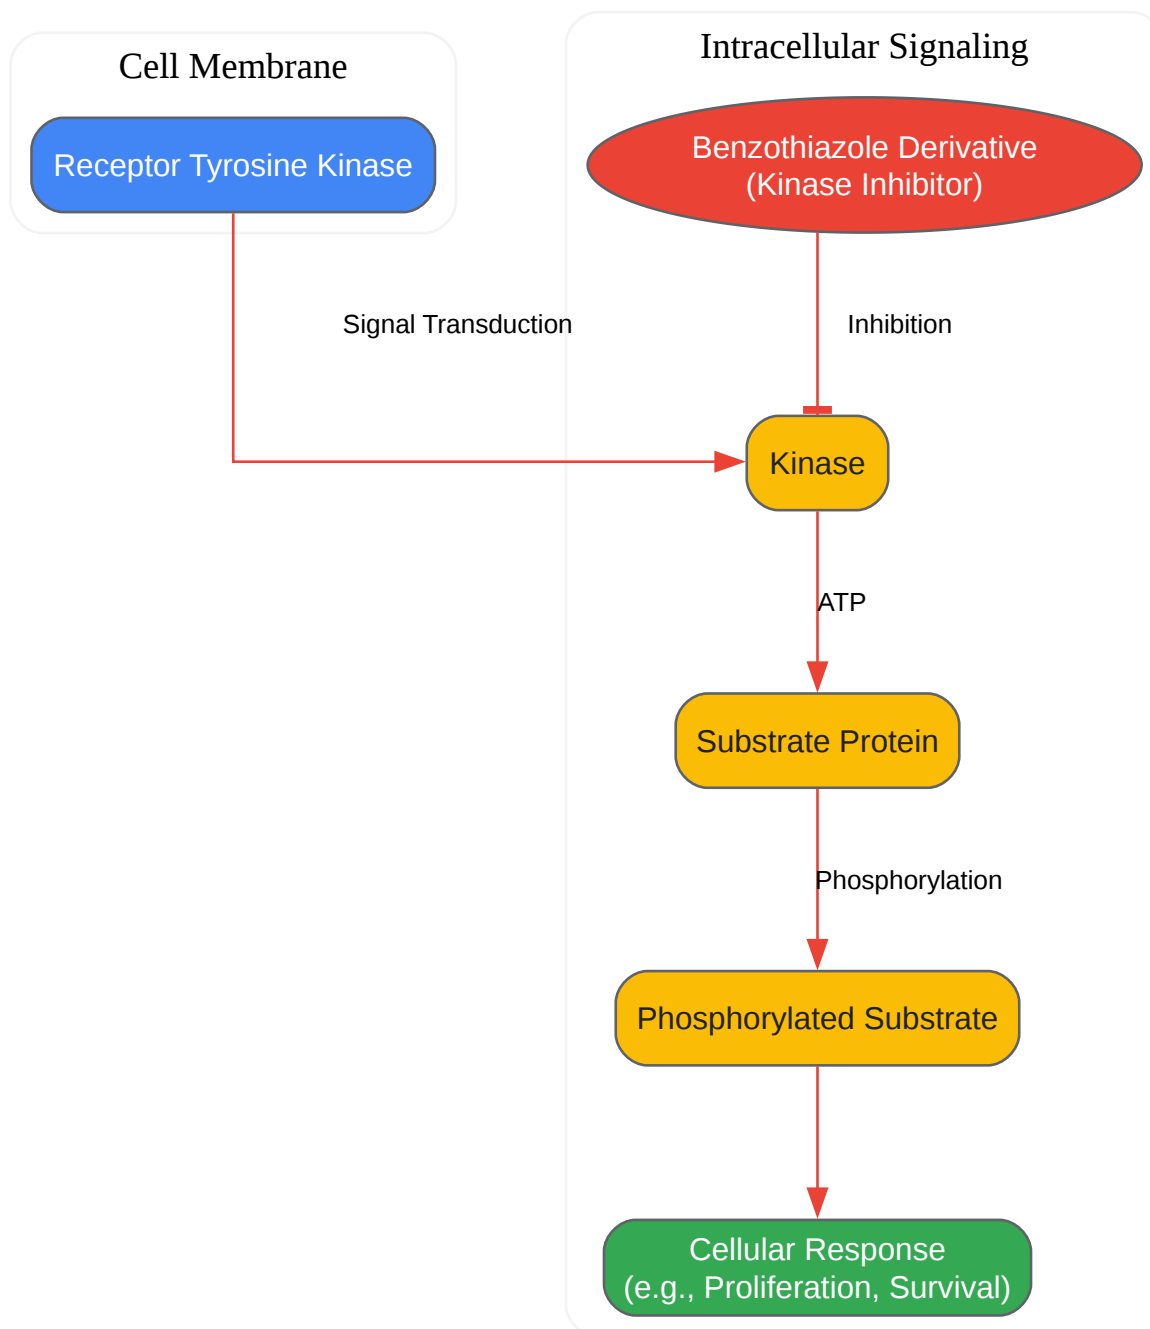 Cell Membrane
Receptor Tyrosine Kinase
Intracellular Signaling
Benzothiazole Derivative
(Kinase Inhibitor)
Signal Transduction
Inhibition
Kinase
ATP
Substrate Protein
Phosphorylation
Phosphorylated Substrate
Cellular Response
(e.g., Proliferation, Survival)